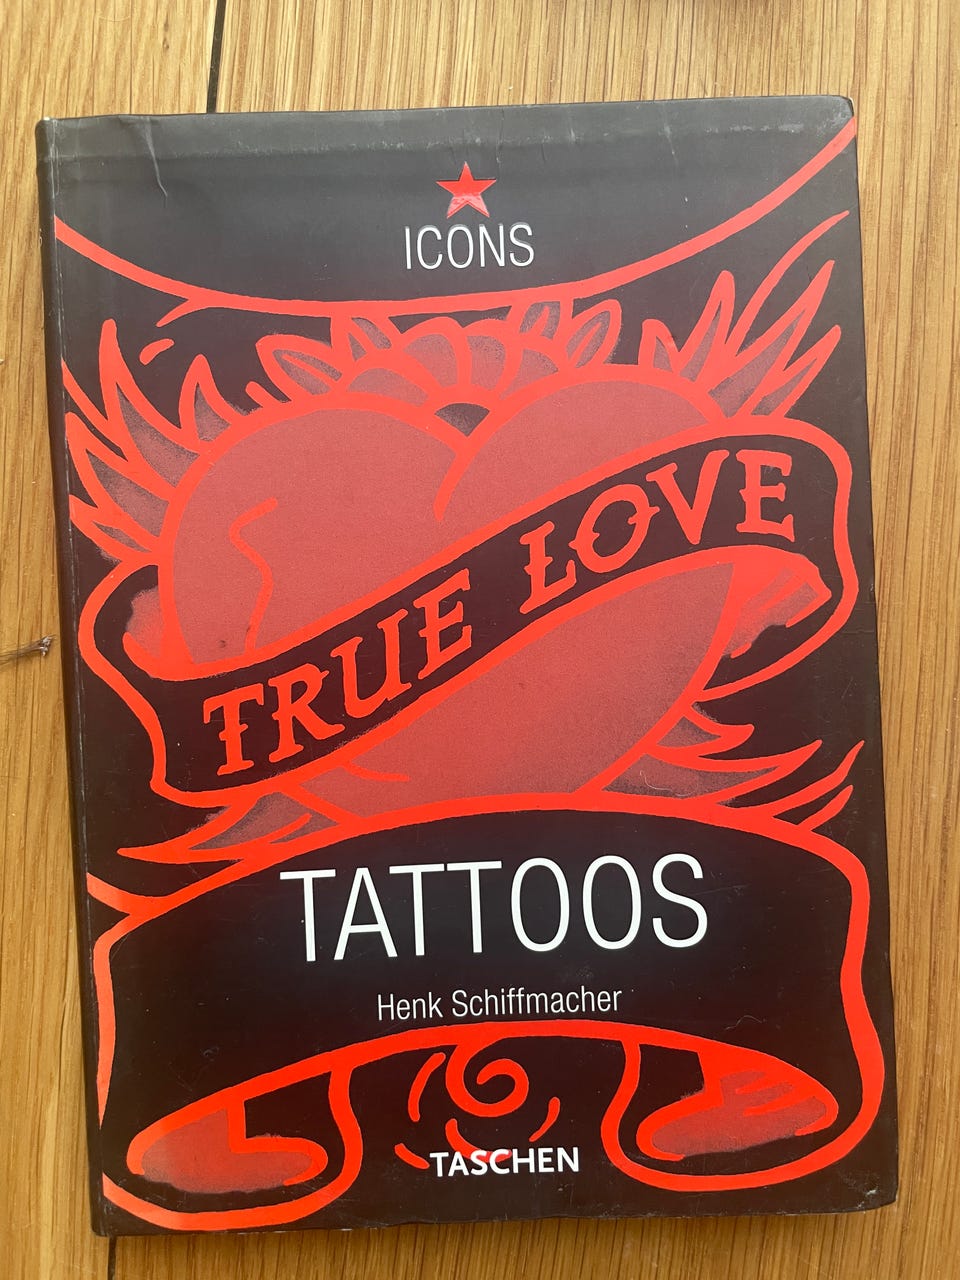 ICONS
TRUE LOVE
TATTOOS
Henk Schiffmacher
TASCHEN